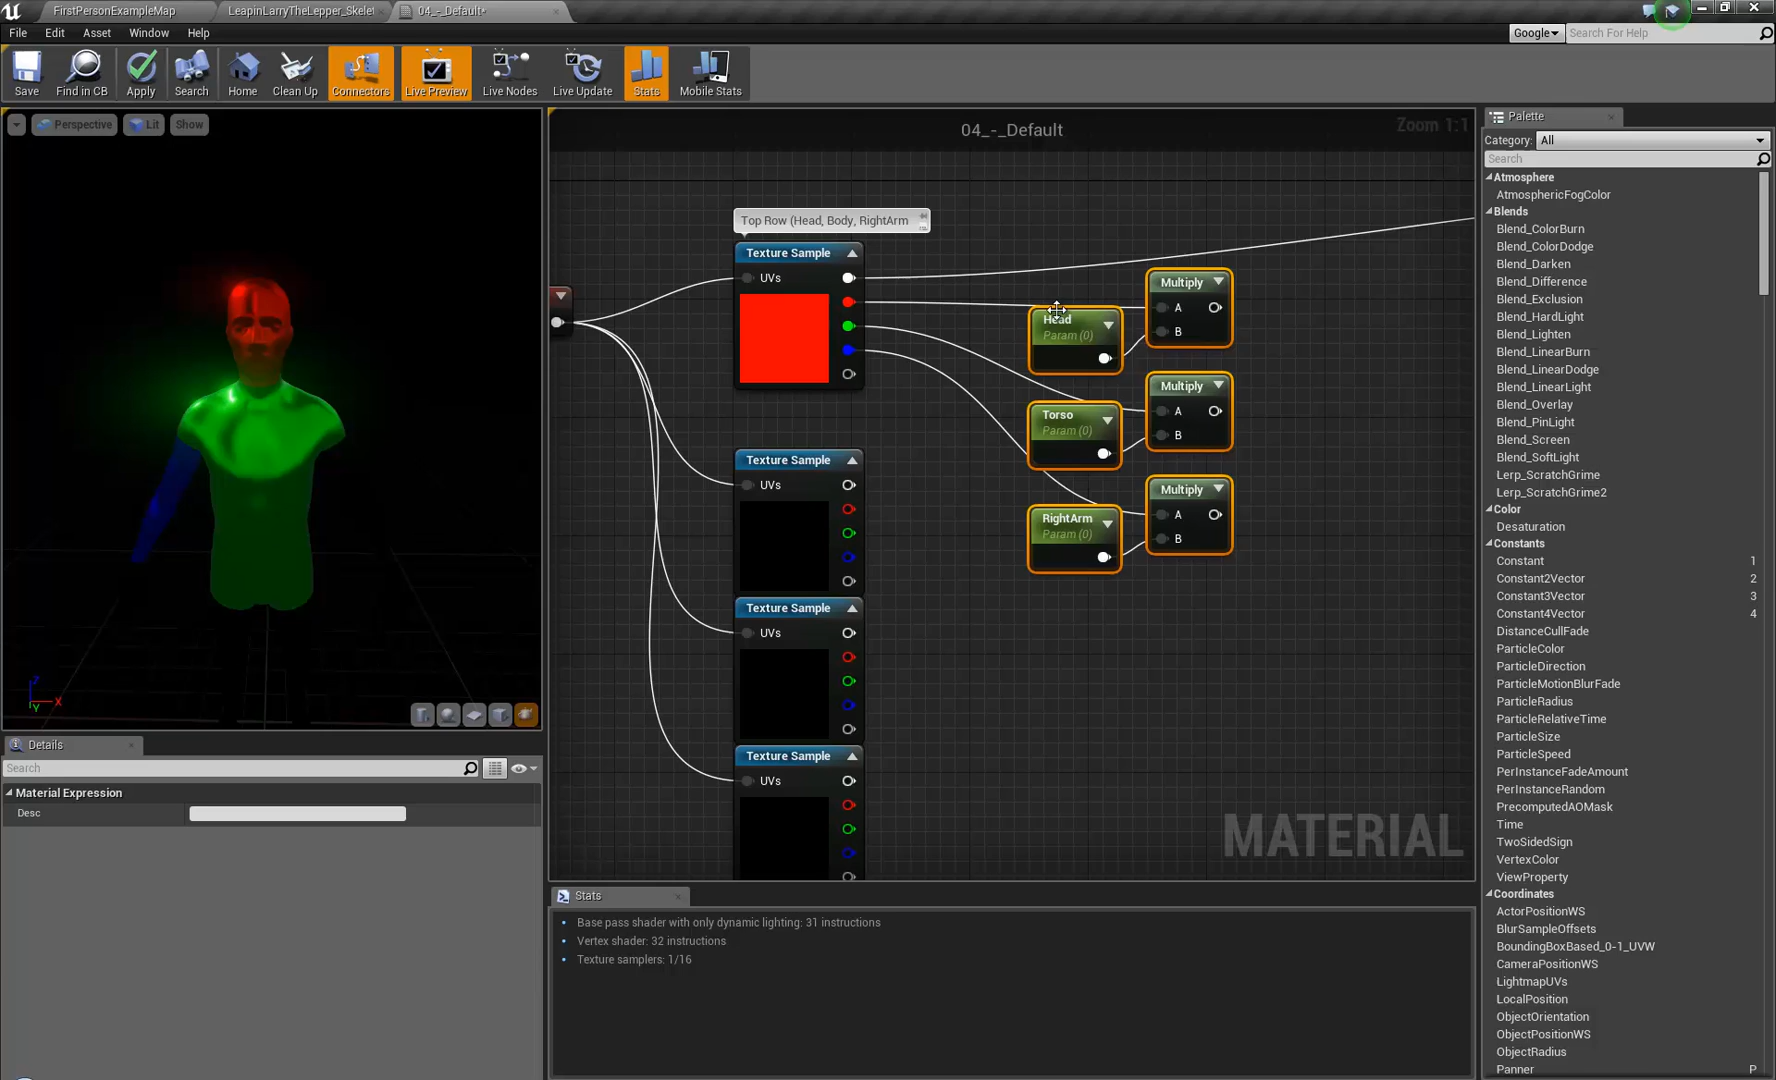 FirstPersonExampleMap
LeapinLarryTheLepper_Skelet
04_-_Default*
File
Edit
Asset
Window
Help
Google
Search For Help
Save
Find in CB
Apply
Search
Home
Clean Up
Connectors
Live Preview
Live Nodes
Live Update
Stats
Mobile Stats
Perspective
Lit
Show
Z
X
Y
Details
Search
Material Expression
Desc
04_-_Default
Zoom 1:1
Top Row (Head, Body, RightArm
Texture Sample
UVs
Head
Param (0)
Multiply
A
B
Torso
Param (0)
Multiply
A
B
RightArm
Param (0)
Multiply
A
B
Texture Sample
UVs
Texture Sample
UVs
Texture Sample
UVs
MATERIAL
Stats
• Base pass shader with only dynamic lighting: 31 instructions
• Vertex shader: 32 instructions
• Texture samplers: 1/16
Palette
Category: All
Search
Atmosphere
AtmosphericFogColor
Blends
Blend_ColorBurn
Blend_ColorDodge
Blend_Darken
Blend_Difference
Blend_Exclusion
Blend_HardLight
Blend_Lighten
Blend_LinearBurn
Blend_LinearDodge
Blend_LinearLight
Blend_Overlay
Blend_PinLight
Blend_Screen
Blend_SoftLight
Lerp_ScratchGrime
Lerp_ScratchGrime2
Color
Desaturation
Constants
Constant 1
Constant2Vector 2
Constant3Vector 3
Constant4Vector 4
DistanceCullFade
ParticleColor
ParticleDirection
ParticleMotionBlurFade
ParticleRadius
ParticleRelativeTime
ParticleSize
ParticleSpeed
PerInstanceFadeAmount
PerInstanceRandom
PrecomputedAOMask
Time
TwoSidedSign
VertexColor
ViewProperty
Coordinates
ActorPositionWS
BlurSampleOffsets
BoundingBoxBased_0-1_UVW
CameraPositionWS
LightmapUVs
LocalPosition
ObjectOrientation
ObjectPositionWS
ObjectRadius
Panner P